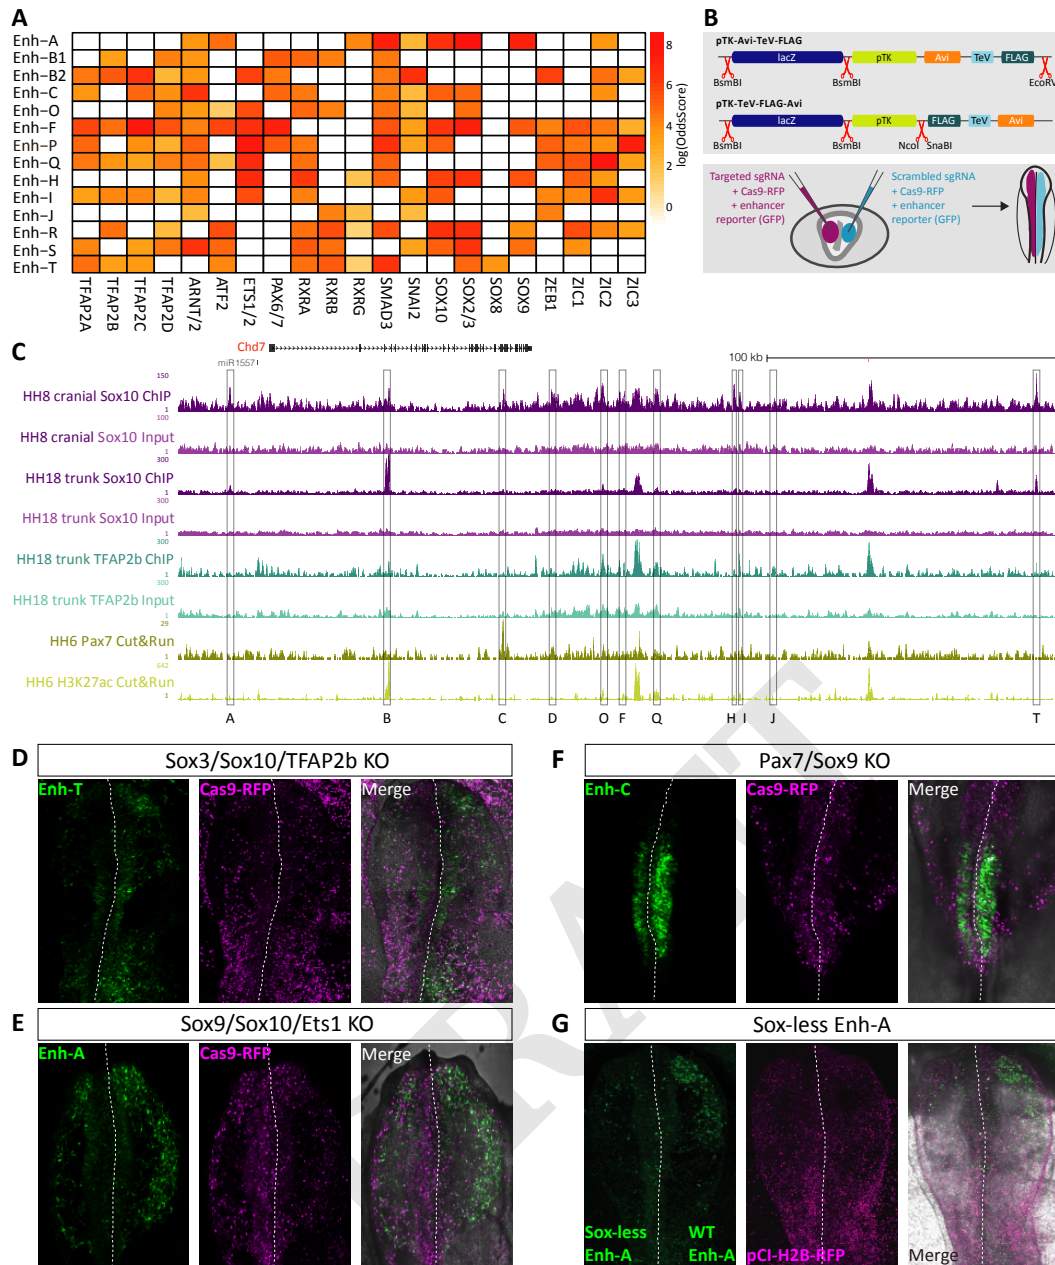 A
Enh-A
Enh-B1
Enh-B2
Enh-C
Enh-O
Enh-F
Enh-P
Enh-Q
Enh-H
Enh-I
Enh-J
Enh-R
Enh-S
Enh-T
TFAP2A
TFAP2B
TFAP2C
TFAP2D
ARNT/2
ATF2
ETS1/2
PAX6/7
RXRA
RXRB
RXRG
SMAD3
SNAI2
SOX10
SOX2/3
SOX8
SOX9
ZEB1
ZIC1
ZIC2
ZIC3
8
6
4
2
0
log(OddsScore)
B
pTK-Avi-TeV-FLAG
lacZ pTK Avi TeV FLAG
BsmBI BsmBI EcoRV
pTK-TeV-FLAG-Avi
lacZ pTK FLAG TeV Avi
BsmBI BsmBI NcoI SnaBI
Targeted sgRNA
+ Cas9-RFP
+ enhancer
reporter (GFP)
Scrambled sgRNA
+ Cas9-RFP
+ enhancer
reporter (GFP)
C
Chd7
miR1557
100 kb
150
HH8 cranial Sox10 ChIP
1
100
HH8 cranial Sox10 Input
1
300
HH18 trunk Sox10 ChIP
1
300
HH18 trunk Sox10 Input
1
300
HH18 trunk TFAP2b ChIP
1
300
HH18 trunk TFAP2b Input
1
29
HH6 Pax7 Cut&Run
1
642
HH6 H3K27ac Cut&Run
1
A B C D O F Q H I J T
D
Sox3/Sox10/TFAP2b KO
Enh-T Cas9-RFP Merge
F
Pax7/Sox9 KO
Enh-C Cas9-RFP Merge
E
Sox9/Sox10/Ets1 KO
Enh-A Cas9-RFP Merge
G
Sox-less Enh-A
Sox-less
Enh-A
WT
Enh-A
pCI-H2B-RFP
Merge
DRAFT